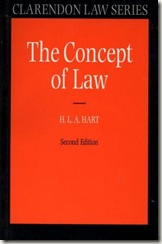 CLARENDON LAW SERIES
The Concept
of Law
H. L. A. HART
Second Edition